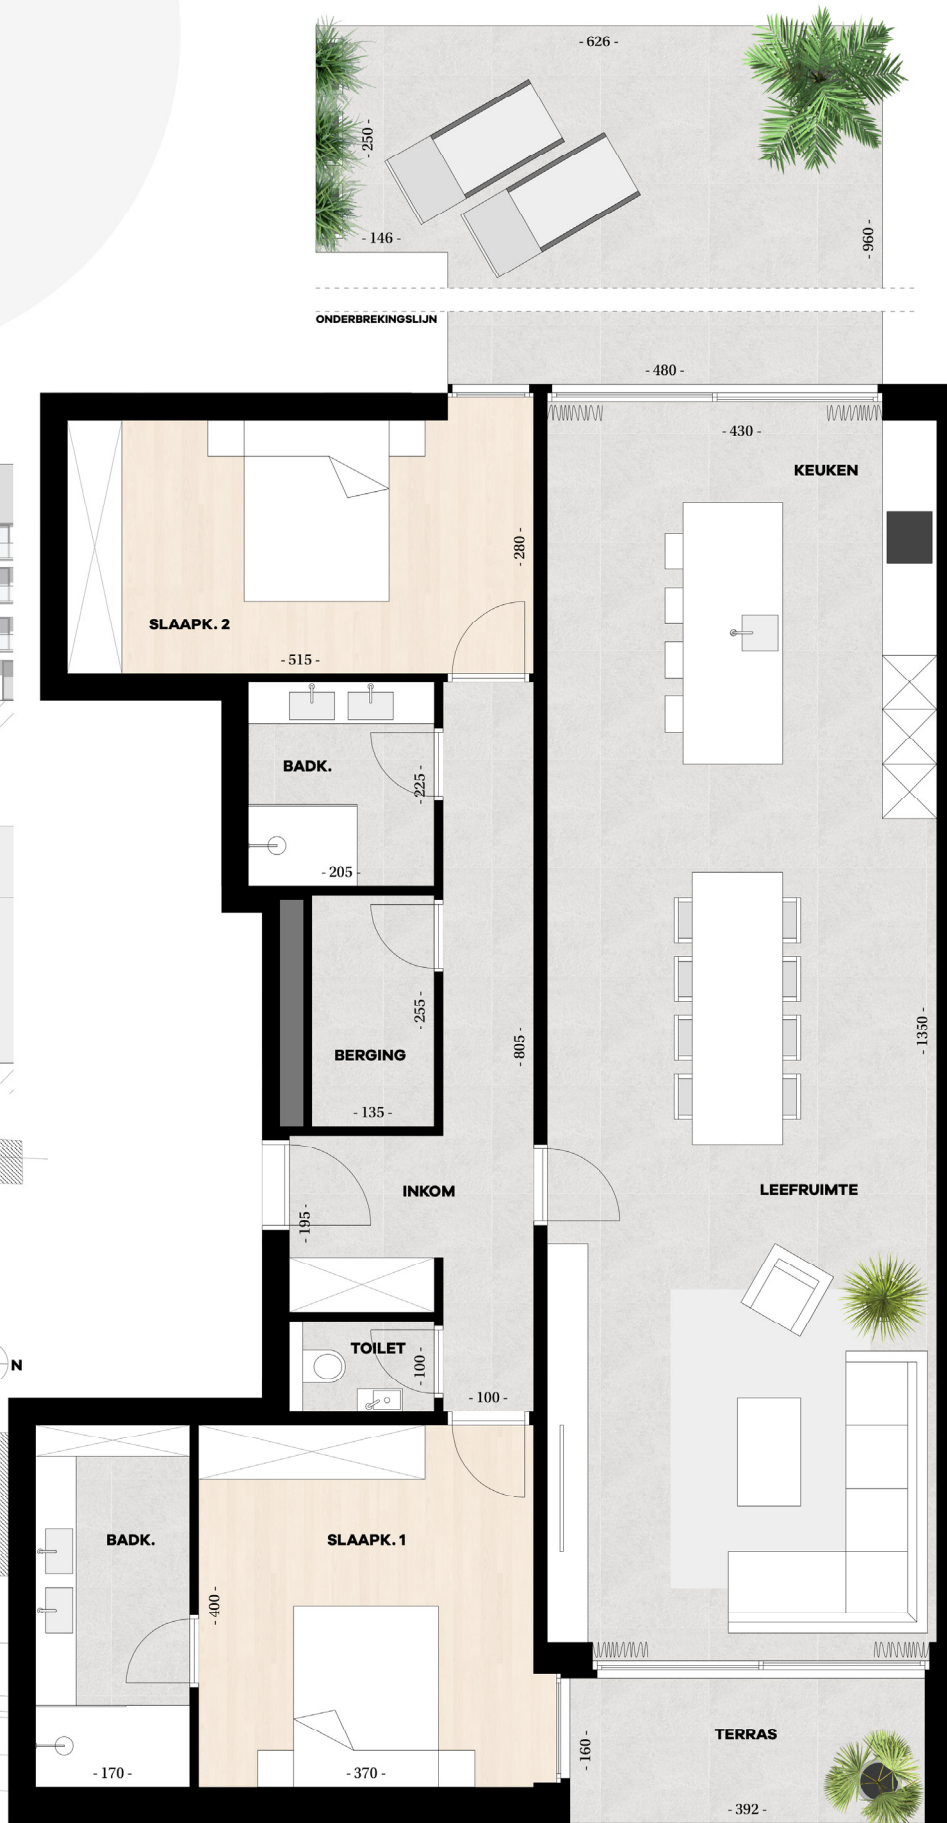 - 626 -
- 250 -
- 146 -
- 960 -
ONDERBREKINGSLIJN
- 480 -
- 430 -
KEUKEN
- 280 -
SLAAPK. 2
- 515 -
BADK.
- 225 -
- 205 -
- 255 -
- 805 -
- 1350 -
BERGING
- 135 -
INKOM
LEEFRUIMTE
- 195 -
TOILET
- 100 -
N
- 100 -
BADK.
SLAAPK. 1
- 400 -
TERRAS
- 160 -
- 170 -
- 370 -
- 392 -